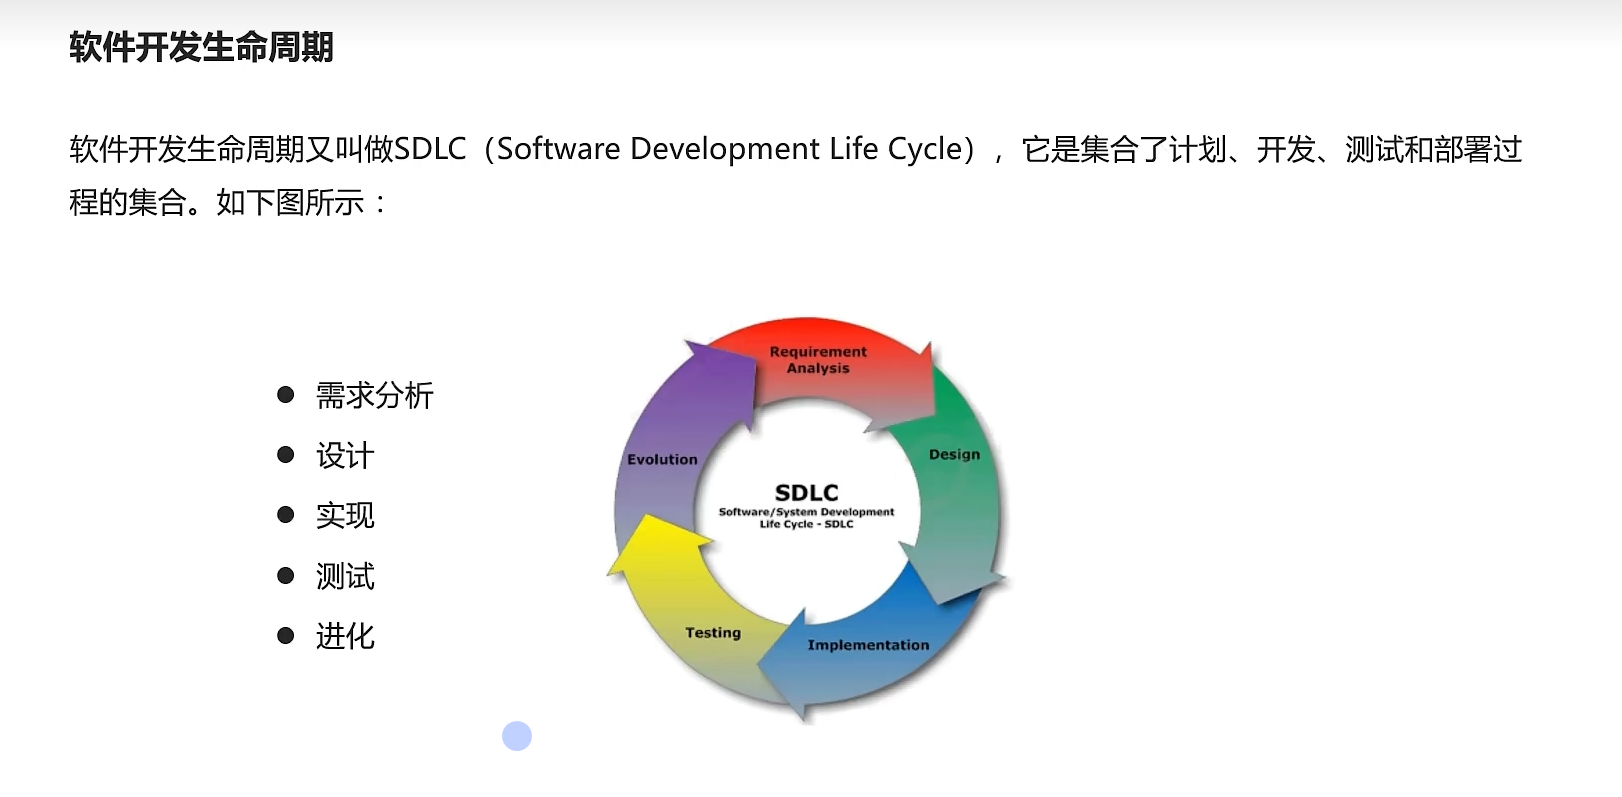 软件开发生命周期
软件开发生命周期又叫做SDLC（Software Development Life Cycle），它是集合了计划、开发、测试和部署过
程的集合。如下图所示：
● 需求分析
● 设计
● 实现
● 测试
● 进化
Requirement
Analysis
Design
Implementation
Testing
Evolution
SDLC
Software/System Development
Life Cycle - SDLC